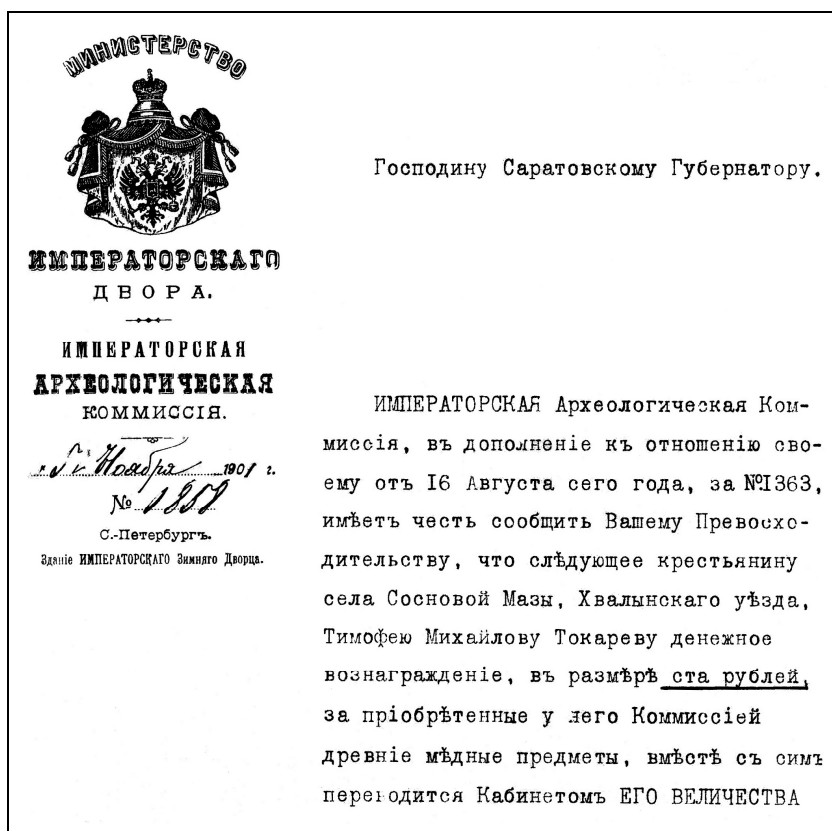 МИНИСТЕРСТВО
ИМПЕРАТОРСКАГО
ДВОРА.
ИМПЕРАТОРСКАЯ
АРХЕОЛОГИЧЕСКАЯ
КОММИССІЯ.
Ноября 1901 г.
№ 1858
С.-Петербургъ.
Зданіе ИМПЕРАТОРСКАГО Зимняго Дворца.
Господину Саратовскому Губернатору.
ИМПЕРАТОРСКАЯ Археологическая Ком-
миссія, въ дополненіе къ отношенію сво-
ему отъ 16 Августа сего года, за №1363,
имѣетъ честь сообщить Вашему Превосхо-
дительству, что слѣдующее крестьянину
села Сосновой Мазы, Хвалынскаго уѣзда,
Тимофею Михайлову Токареву денежное
вознагражденіе, въ размѣрѣ ста рублей,
за пріобрѣтенные у него Коммиссіей
древніе мѣдные предметы, вмѣстѣ съ симъ
переводится Кабинетомъ ЕГО ВЕЛИЧЕСТВА